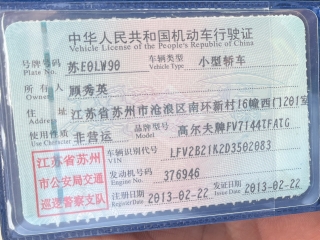 中华人民共和国机动车行驶证
Vehicle License of the People's Republic of China
号牌号码 Plate No. 苏E0LW90 车辆类型 Vehicle Type 小型轿车
所有人 Owner 顾秀英
住址 Address 江苏省苏州市沧浪区南环新村16幢西门201室
使用性质 Use Character 非营运 品牌型号 Model 高尔夫牌FV7144TFATG
江苏省苏州市公安局交通巡逻警察支队
车辆识别代号 VIN LFV2B21K2D3502083
发动机号码 Engine No. 376946
注册日期 Register Date 2013-02-22 发证日期 Issue Date 2013-02-22